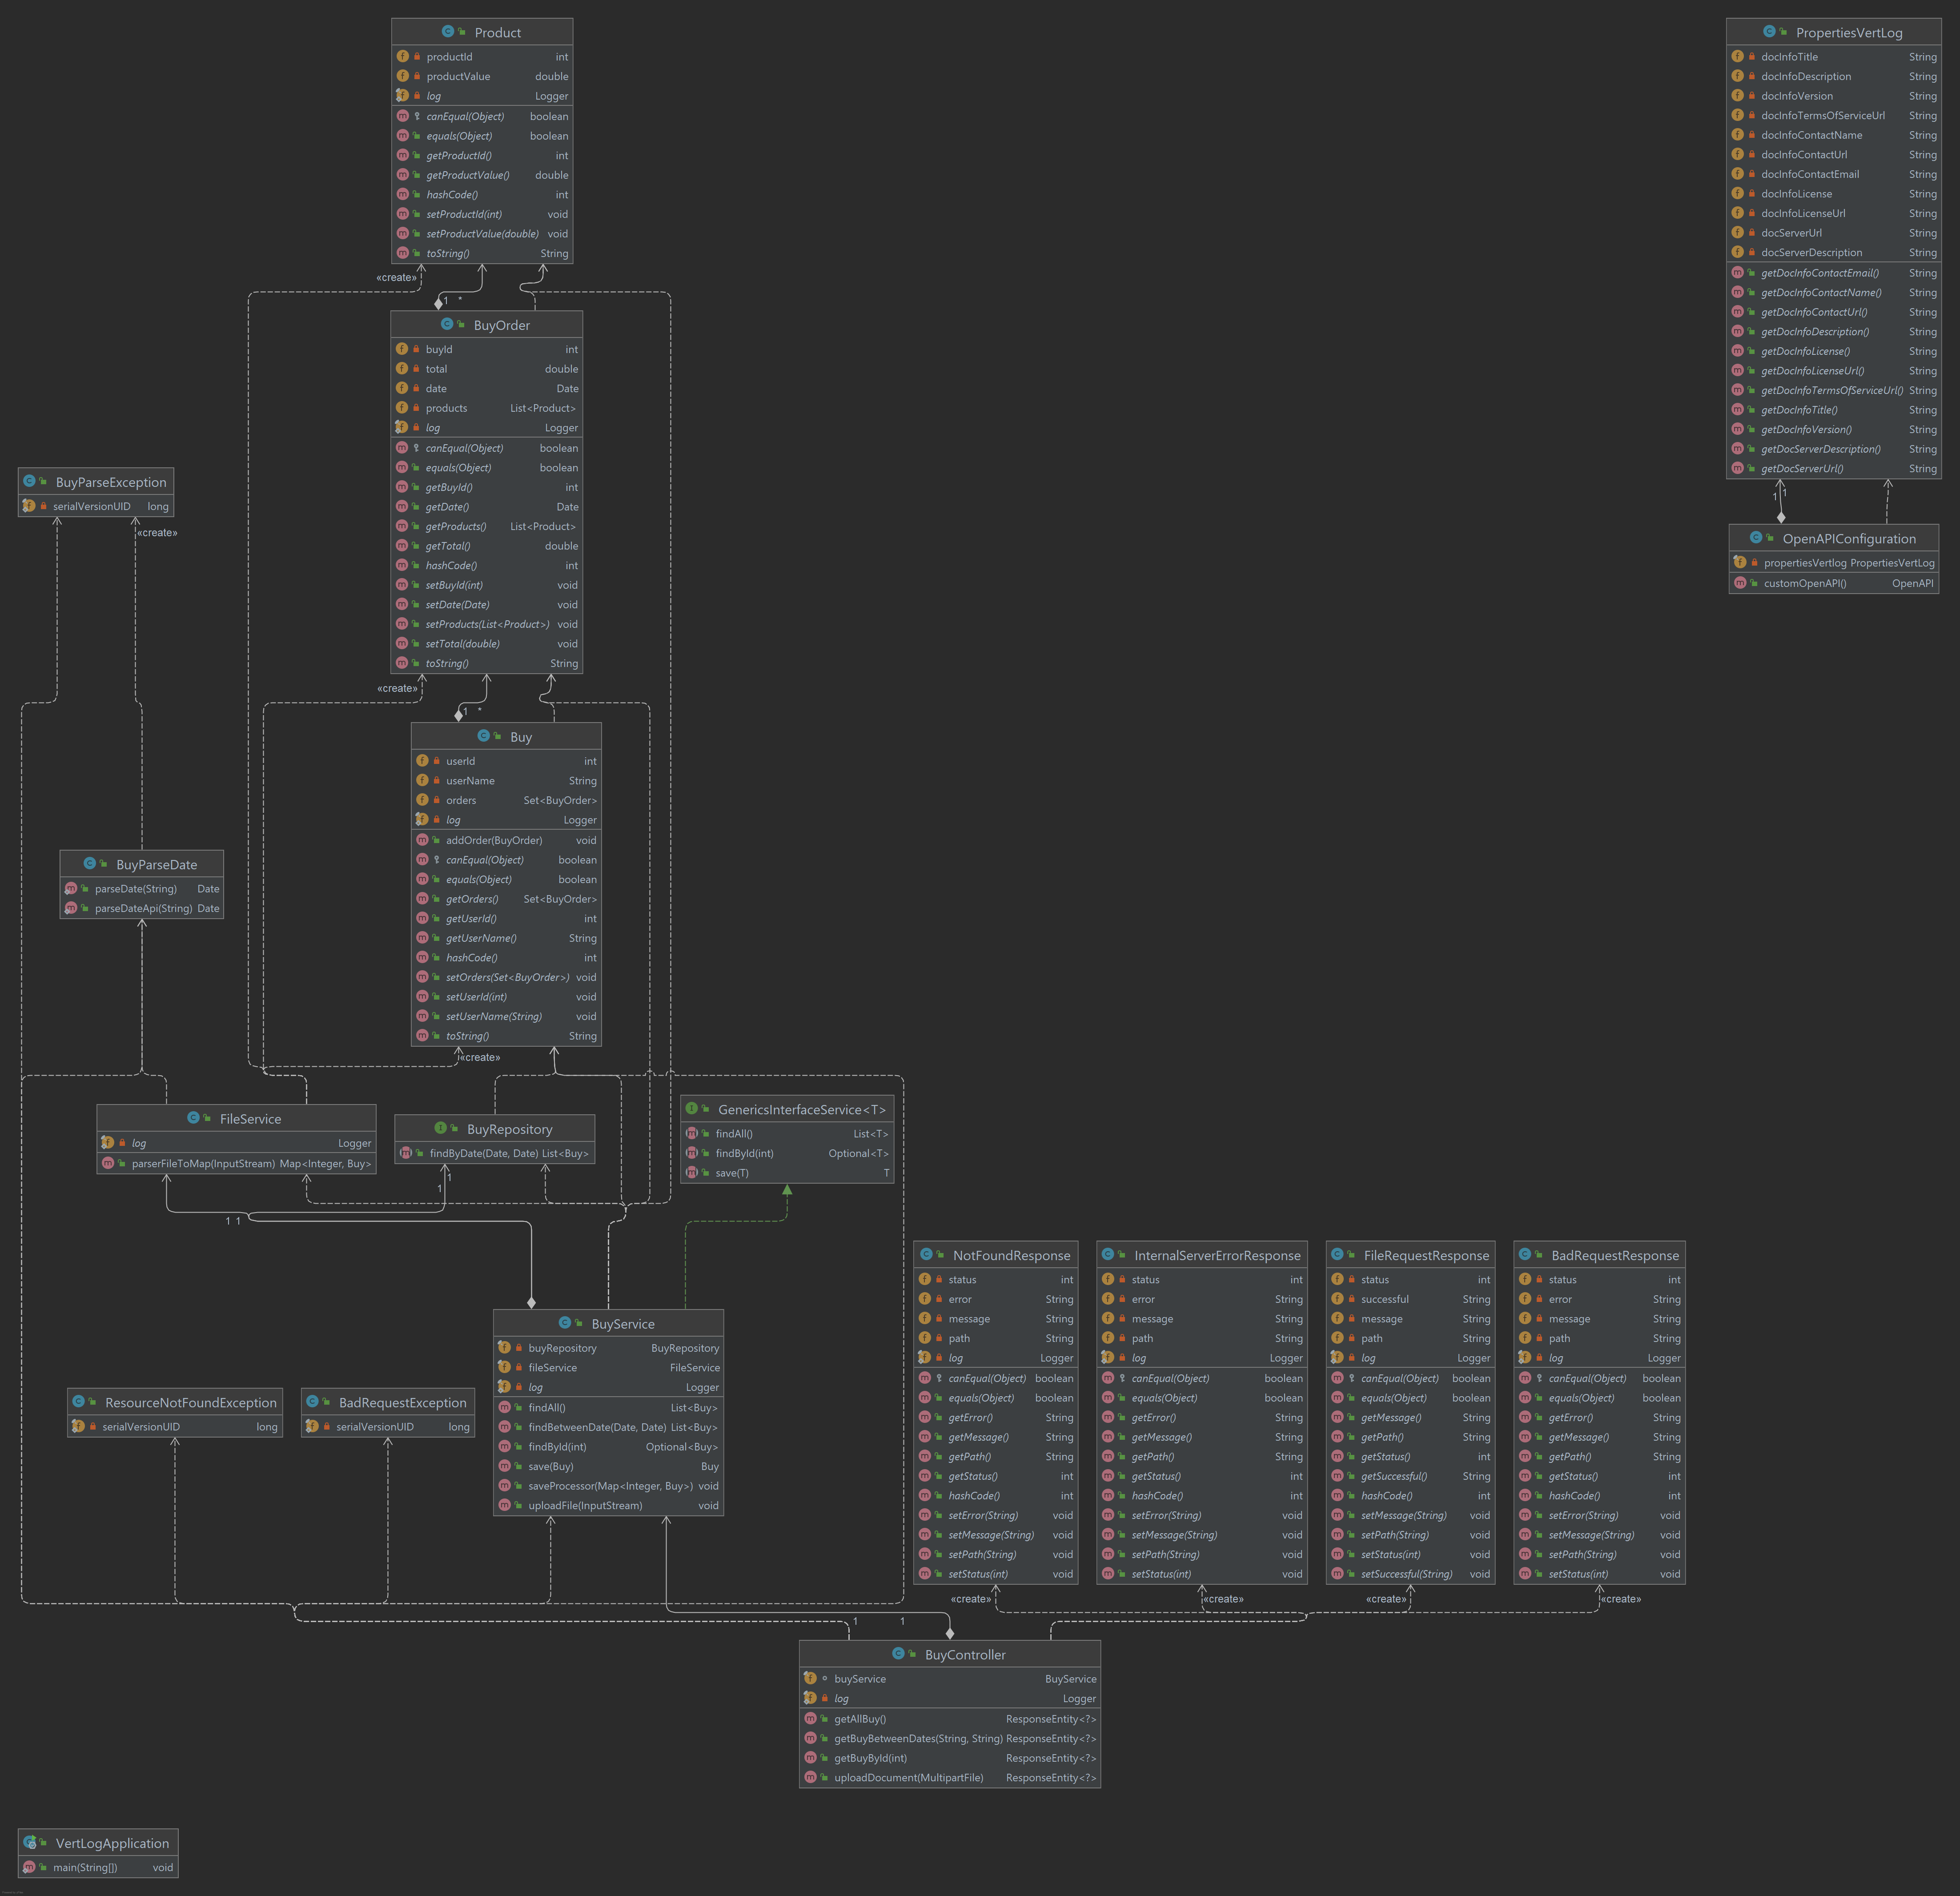 Product
productId int
productValue double
log Logger
canEqual(Object) boolean
equals(Object) boolean
getProductId() int
getProductValue() double
hashCode() int
setProductId(int) void
setProductValue(double) void
toString() String
«create»
1 *
PropertiesVertLog
docInfoTitle String
docInfoDescription String
docInfoVersion String
docInfoTermsOfServiceUrl String
docInfoContactName String
docInfoContactUrl String
docInfoContactEmail String
docInfoLicense String
docInfoLicenseUrl String
docServerUrl String
docServerDescription String
getDocInfoContactEmail() String
getDocInfoContactName() String
getDocInfoContactUrl() String
getDocInfoDescription() String
getDocInfoLicense() String
getDocInfoLicenseUrl() String
getDocInfoTermsOfServiceUrl() String
getDocInfoTitle() String
getDocInfoVersion() String
getDocServerDescription() String
getDocServerUrl() String
1 1
OpenAPIConfiguration
propertiesVertlog PropertiesVertLog
customOpenAPI() OpenAPI
BuyOrder
buyId int
total double
date Date
products List<Product>
log Logger
canEqual(Object) boolean
equals(Object) boolean
getBuyId() int
getDate() Date
getProducts() List<Product>
getTotal() double
hashCode() int
setBuyId(int) void
setDate(Date) void
setProducts(List<Product>) void
setTotal(double) void
toString() String
«create»
1 *
BuyParseException
serialVersionUID long
«create»
Buy
userId int
userName String
orders Set<BuyOrder>
log Logger
addOrder(BuyOrder) void
canEqual(Object) boolean
equals(Object) boolean
getOrders() Set<BuyOrder>
getUserId() int
getUserName() String
hashCode() int
setOrders(Set<BuyOrder>) void
setUserId(int) void
setUserName(String) void
toString() String
«create»
BuyParseDate
parseDate(String) Date
parseDateApi(String) Date
FileService
log Logger
parserFileToMap(InputStream) Map<Integer, Buy>
BuyRepository
findByDate(Date, Date) List<Buy>
1
1
1 1
GenericsInterfaceService<T>
findAll() List<T>
findById(int) Optional<T>
save(T) T
BuyService
buyRepository BuyRepository
fileService FileService
log Logger
findAll() List<Buy>
findBetweenDate(Date, Date) List<Buy>
findById(int) Optional<Buy>
save(Buy) Buy
saveProcessor(Map<Integer, Buy>) void
uploadFile(InputStream) void
ResourceNotFoundException
serialVersionUID long
BadRequestException
serialVersionUID long
NotFoundResponse
status int
error String
message String
path String
log Logger
canEqual(Object) boolean
equals(Object) boolean
getError() String
getMessage() String
getPath() String
getStatus() int
hashCode() int
setError(String) void
setMessage(String) void
setPath(String) void
setStatus(int) void
«create»
InternalServerErrorResponse
status int
error String
message String
path String
log Logger
canEqual(Object) boolean
equals(Object) boolean
getError() String
getMessage() String
getPath() String
getStatus() int
hashCode() int
setError(String) void
setMessage(String) void
setPath(String) void
setStatus(int) void
«create»
FileRequestResponse
status int
successful String
message String
path String
log Logger
canEqual(Object) boolean
equals(Object) boolean
getMessage() String
getPath() String
getStatus() int
getSuccessful() String
hashCode() int
setMessage(String) void
setPath(String) void
setStatus(int) void
setSuccessful(String) void
«create»
BadRequestResponse
status int
error String
message String
path String
log Logger
canEqual(Object) boolean
equals(Object) boolean
getError() String
getMessage() String
getPath() String
getStatus() int
hashCode() int
setError(String) void
setMessage(String) void
setPath(String) void
setStatus(int) void
«create»
1 1
BuyController
buyService BuyService
log Logger
getAllBuy() ResponseEntity<?>
getBuyBetweenDates(String, String) ResponseEntity<?>
getBuyById(int) ResponseEntity<?>
uploadDocument(MultipartFile) ResponseEntity<?>
VertLogApplication
main(String[]) void